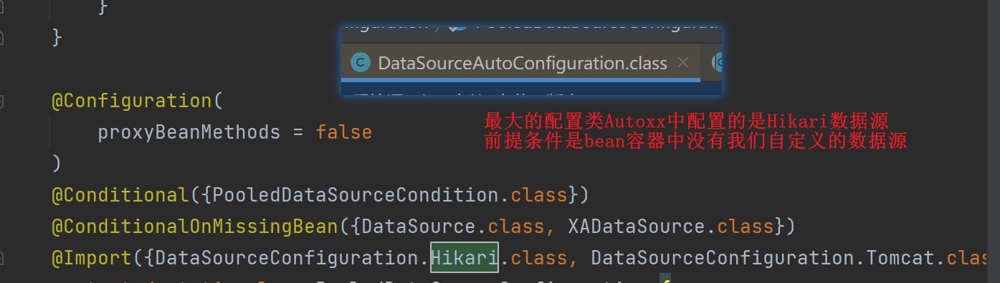 }
}
DataSourceAutoConfiguration.class
@Configuration(
proxyBeanMethods = false
)
最大的配置类Autoxx中配置的是Hikari数据源
前提条件是bean容器中没有我们自定义的数据源
@Conditional({PooledDataSourceCondition.class})
@ConditionalOnMissingBean({DataSource.class, XADataSource.class})
@Import({DataSourceConfiguration.Hikari.class, DataSourceConfiguration.Tomcat.clas